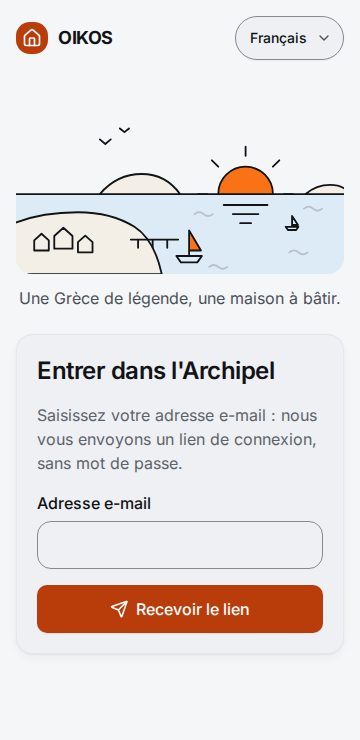 OIKOS
Français
Une Grèce de légende, une maison à bâtir.
Entrer dans l'Archipel
Saisissez votre adresse e-mail : nous
vous envoyons un lien de connexion,
sans mot de passe.
Adresse e-mail
Recevoir le lien